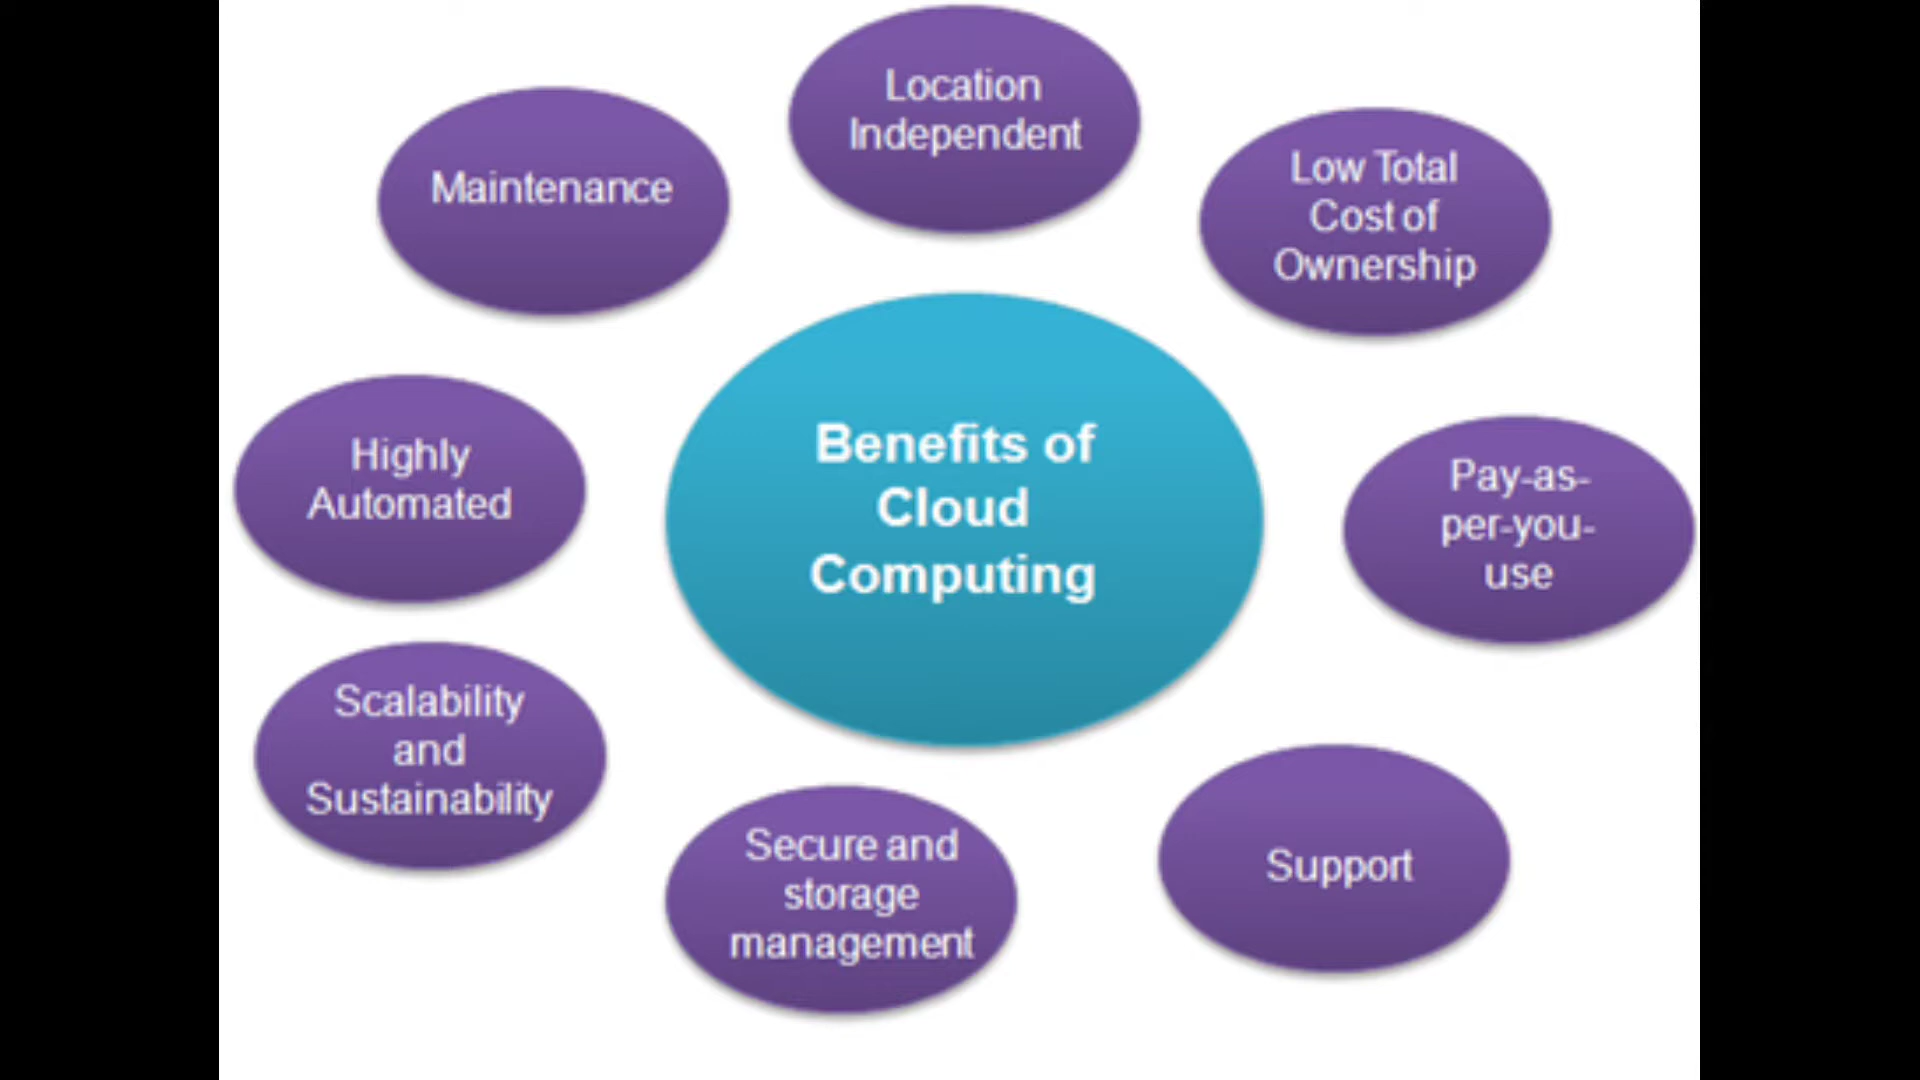 Location
Independent
Maintenance
Low Total
Cost of
Ownership
Highly
Automated
Benefits of
Cloud
Computing
Pay-as-
per-you-
use
Scalability
and
Sustainability
Secure and
storage
management
Support